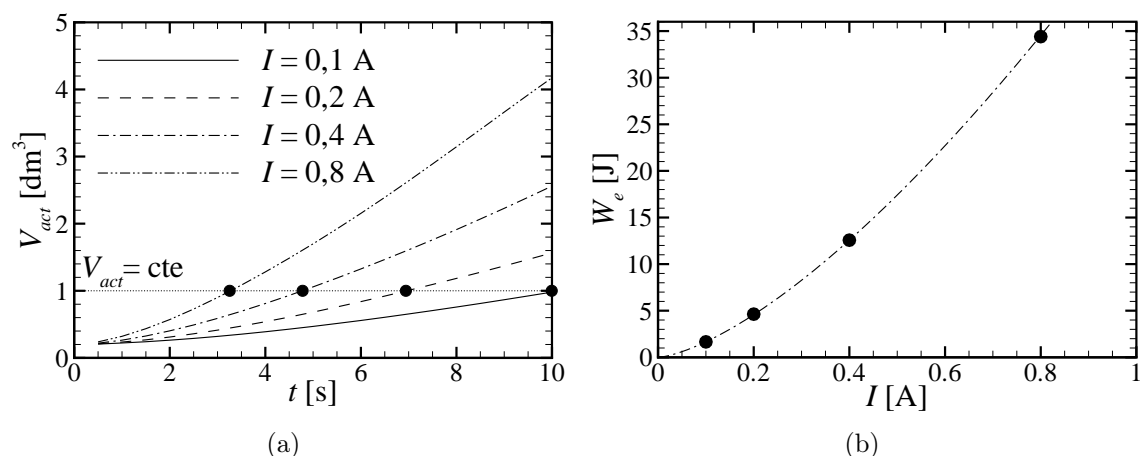 5
4
3
2
1
0
V_act [dm³]
I = 0,1 A
I = 0,2 A
I = 0,4 A
I = 0,8 A
V_act = cte
0 2 4 6 8 10
t [s]
(a)
35
30
25
20
15
10
5
0
W_e [J]
0 0.2 0.4 0.6 0.8 1
I [A]
(b)